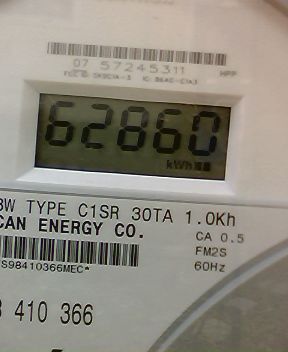 07 57245311
HPP
62860
kWh
3W TYPE C1SR 30TA 1.0Kh
CAN ENERGY CO.
CA 0.5
FM2S
S98410366MEC*
60Hz
410 366